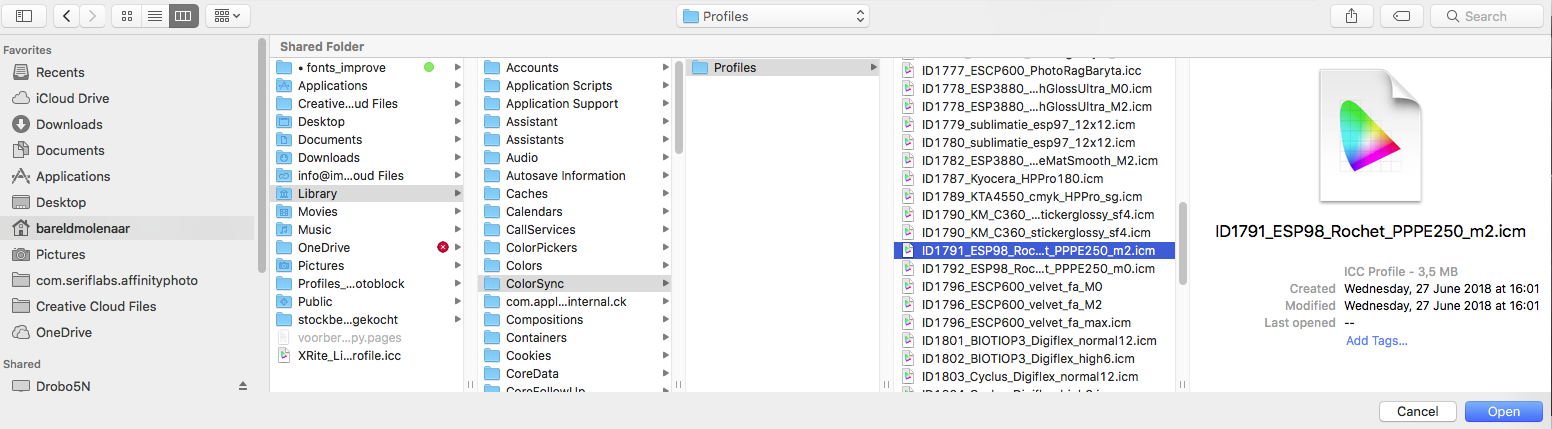 Profiles
Search
Favorites
Recents
iCloud Drive
Downloads
Documents
Applications
Desktop
bareldmolenaar
Pictures
com.seriflabs.affinityphoto
Creative Cloud Files
OneDrive
Shared
Drobo5N
Shared Folder
• fonts_improve
Applications
Creative...ud Files
Desktop
Documents
Downloads
info@im...oud Files
Library
Movies
Music
OneDrive
Pictures
Profiles_...otoblock
Public
stockbe...gekocht
voorber...py.pages
XRite_Li...rofile.icc
Accounts
Application Scripts
Application Support
Assistant
Assistants
Audio
Autosave Information
Caches
Calendars
CallServices
ColorPickers
Colors
ColorSync
com.appl...internal.ck
Compositions
Containers
Cookies
CoreData
CoreFollowUp
Profiles
ID1777_ESCP600_PhotoRagBaryta.icc
ID1778_ESP3880_...hGlossUltra_M0.icm
ID1778_ESP3880_...hGlossUltra_M2.icm
ID1779_sublimatie_esp97_12x12.icm
ID1780_sublimatie_esp97_12x12.icm
ID1782_ESP3880_...eMatSmooth_M2.icm
ID1787_Kyocera_HPPro180.icm
ID1789_KTA4550_cmyk_HPPro_sg.icm
ID1790_KM_C360_...tickerglossy_sf4.icm
ID1790_KM_C360_stickerglossy_sf4.icm
ID1791_ESP98_Roc...t_PPPE250_m2.icm
ID1792_ESP98_Roc...t_PPPE250_m0.icm
ID1796_ESCP600_velvet_fa_M0
ID1796_ESCP600_velvet_fa_M2
ID1796_ESCP600_velvet_fa_max.icm
ID1801_BIOTIOP3_Digiflex_normal12.icm
ID1802_BIOTIOP3_Digiflex_high6.icm
ID1803_Cyclus_Digiflex_normal12.icm
ID1791_ESP98_Rochet_PPPE250_m2.icm
ICC Profile - 3,5 MB
Created Wednesday, 27 June 2018 at 16:01
Modified Wednesday, 27 June 2018 at 16:01
Last opened --
Add Tags...
Cancel
Open